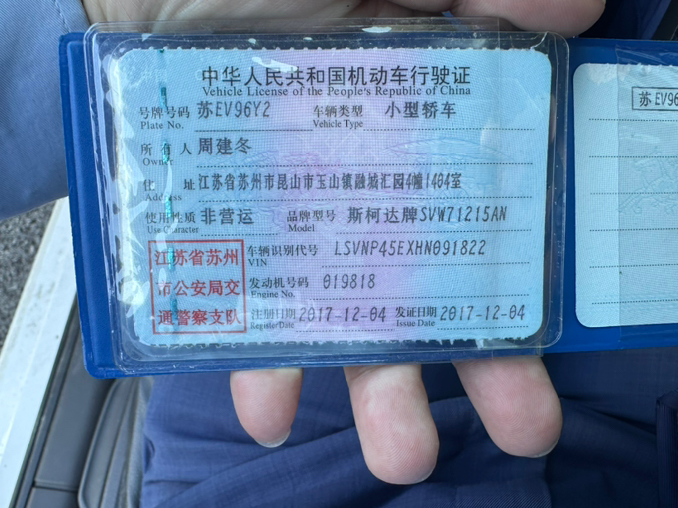 中华人民共和国机动车行驶证
Vehicle License of the People's Republic of China
号牌号码 苏EV96Y2 车辆类型 小型轿车
Plate No. Vehicle Type
所有人 周建冬
Owner
住址 江苏省苏州市昆山市玉山镇融城汇园4幢1404室
Address
使用性质 非营运 品牌型号 斯柯达牌SVW71215AN
Use Character Model
江苏省苏州
市公安局交
通警察支队
车辆识别代号 LSVNP45EXHN091822
VIN
发动机号码 019818
Engine No.
注册日期 2017-12-04 发证日期 2017-12-04
Register Date Issue Date
苏EV96